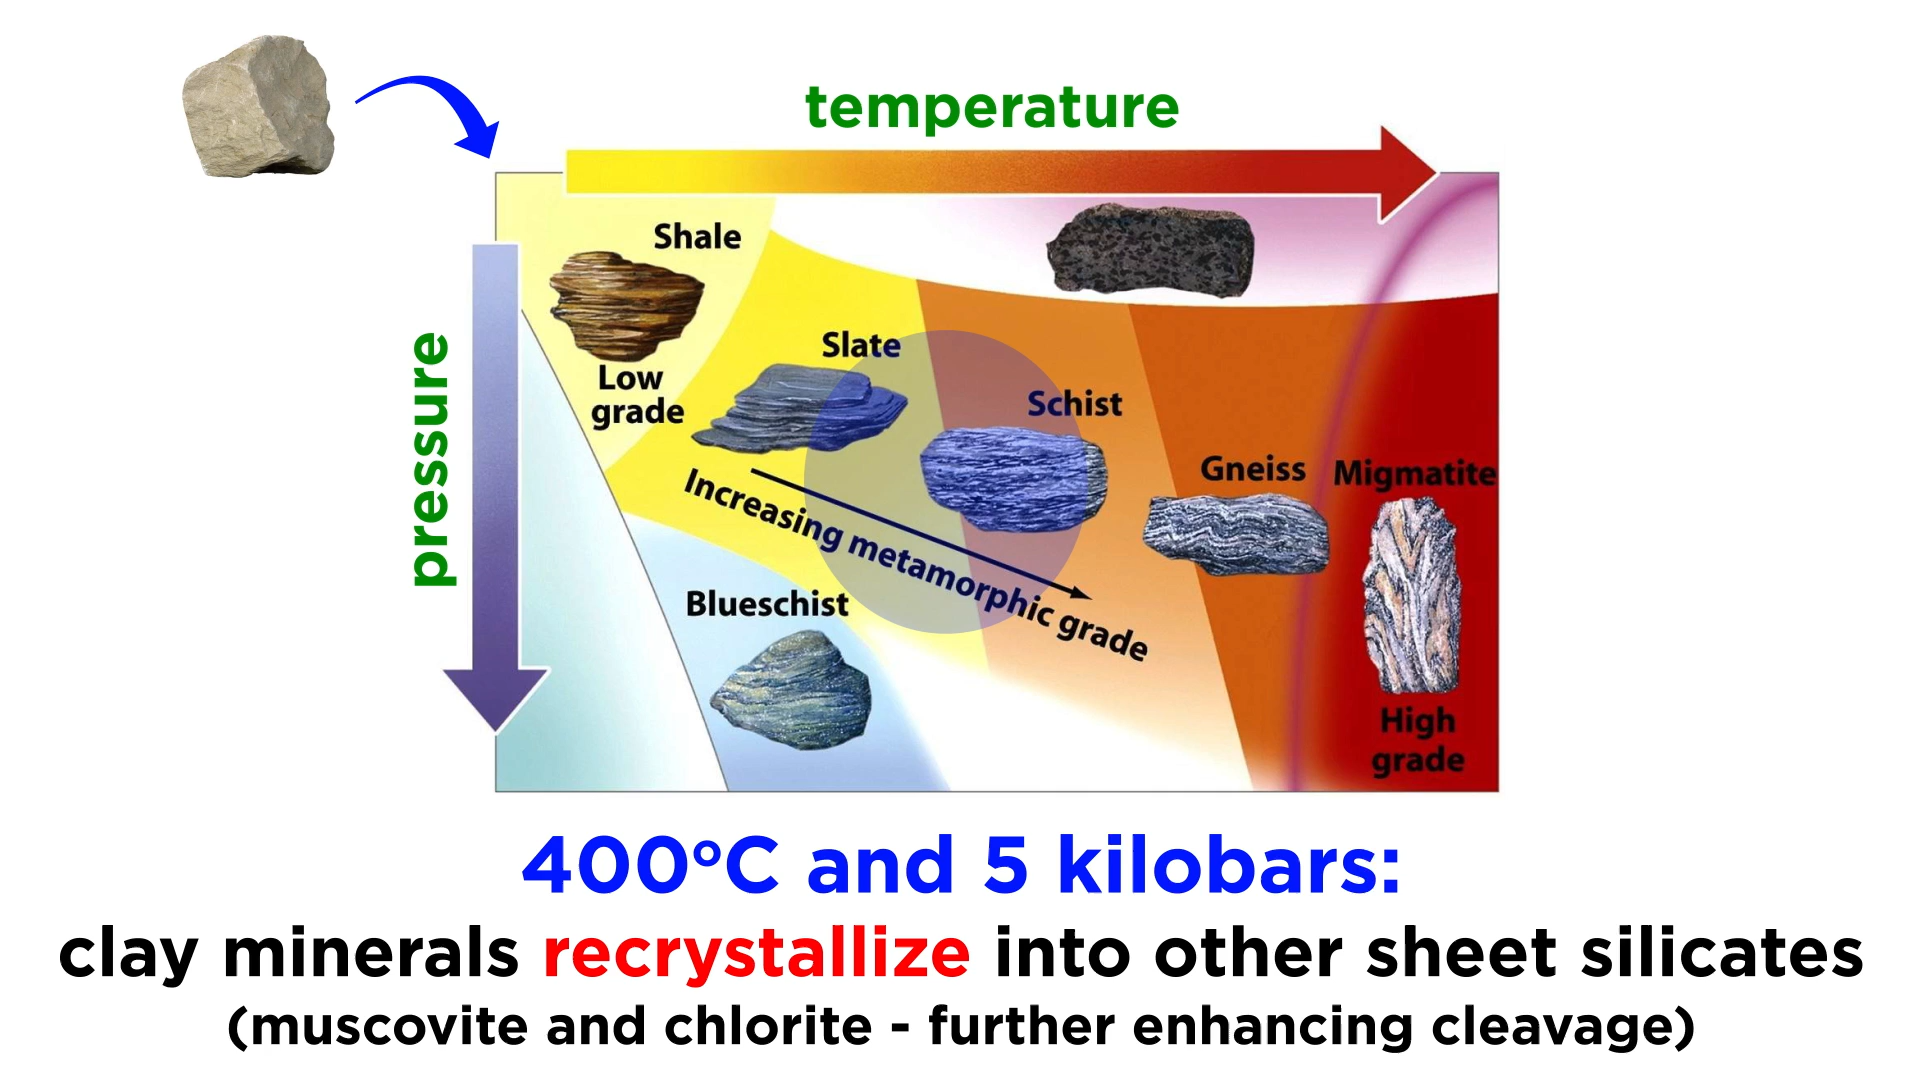 temperature
pressure
Shale
Low
grade
Slate
Schist
Gneiss
Migmatite
Increasing metamorphic grade
Blueschist
High
grade
400°C and 5 kilobars:
clay minerals recrystallize into other sheet silicates
(muscovite and chlorite - further enhancing cleavage)